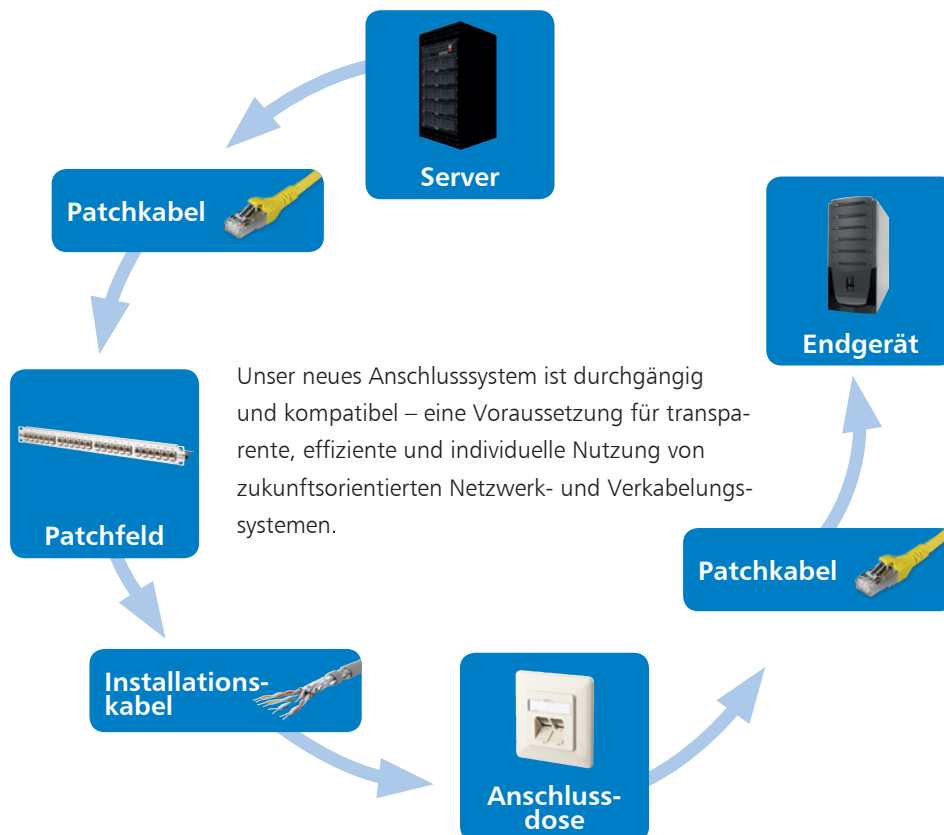 Server
Patchkabel
Endgerät
Unser neues Anschlusssystem ist durchgängig
und kompatibel – eine Voraussetzung für transpa-
rente, effiziente und individuelle Nutzung von
zukunftsorientierten Netzwerk- und Verkabelungs-
systemen.
Patchfeld
Patchkabel
Installations-
kabel
Anschluss-
dose